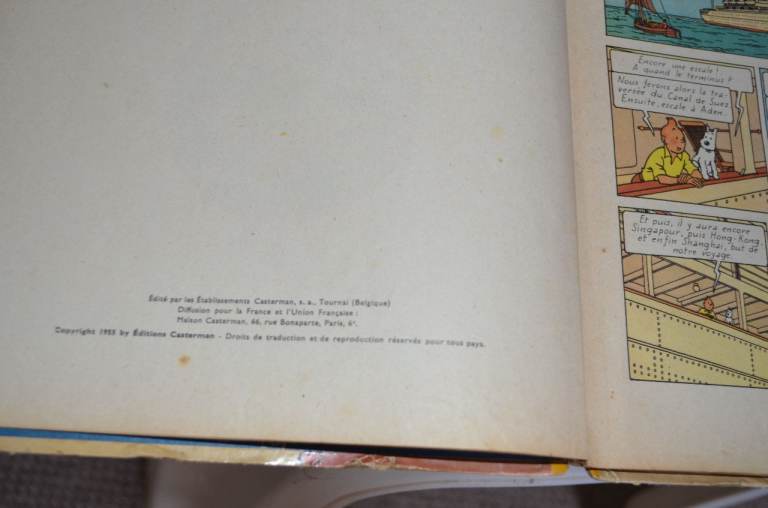 Édité par les Établissements Casterman, s. a., Tournai (Belgique)
Diffusion pour la France et l'Union Française :
Maison Casterman, 66, rue Bonaparte, Paris, 6e.
Copyright 1955 by Éditions Casterman - Droits de traduction et de reproduction réservés pour tous pays.
Encore une escale !
A quand le terminus ?
Nous ferons alors la tra-
versée du Canal de Suez
Ensuite, escale à Aden...
Et puis, il y aura encore
Singapour, puis Hong-Kong,
et enfin Shanghai, but de
notre voyage.